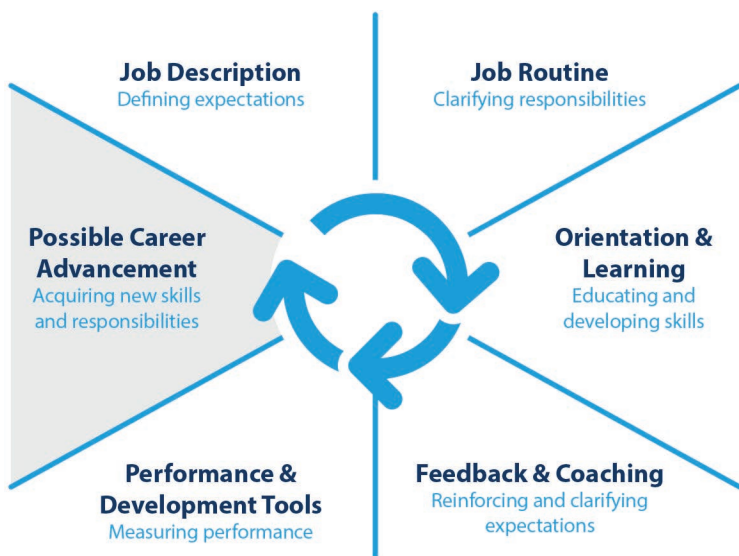 Job Description
Defining expectations
Job Routine
Clarifying responsibilities
Orientation &
Learning
Educating and
developing skills
Feedback & Coaching
Reinforcing and clarifying
expectations
Performance &
Development Tools
Measuring performance
Possible Career
Advancement
Acquiring new skills
and responsibilities